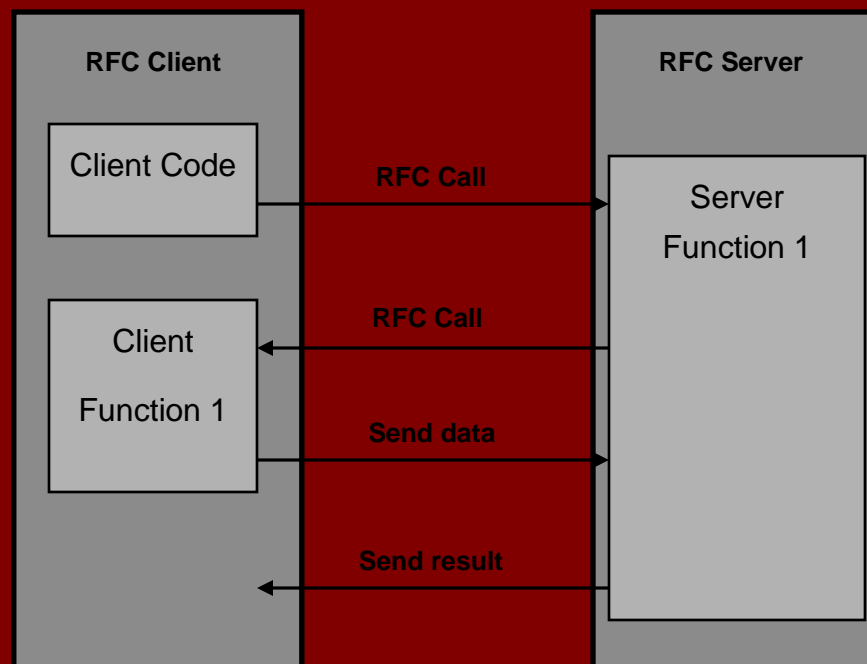 RFC Client
RFC Server
Client Code
RFC Call
Server
Function 1
RFC Call
Client
Function 1
Send data
Send result